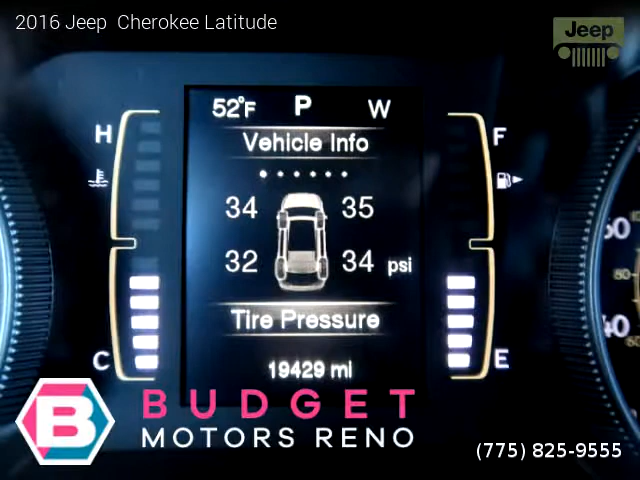 2016 Jeep  Cherokee Latitude
Jeep
52°F P W
H F
Vehicle Info
34 35
32 34 psi
Tire Pressure
C E
19429 mi
B BUDGET
MOTORS RENO
(775) 825-9555